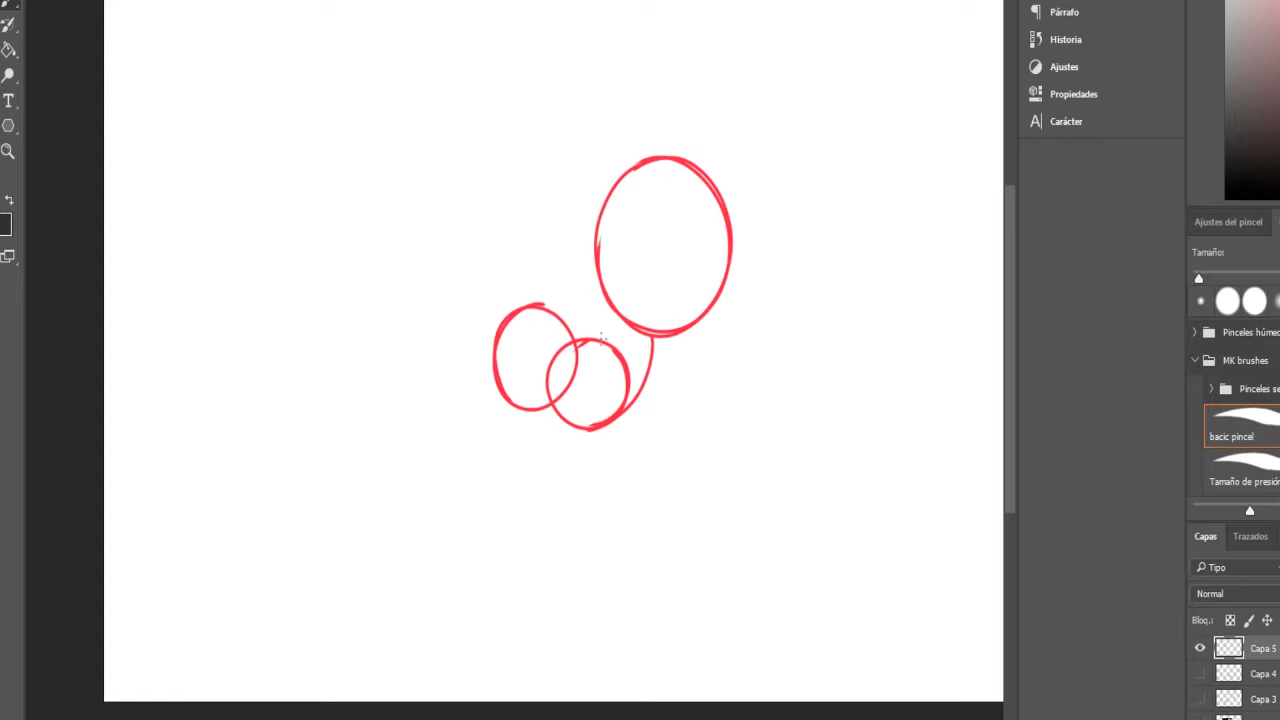 Párrafo
Historia
Ajustes
Propiedades
Carácter
Ajustes del pincel
Tamaño:
Pinceles húme
MK brushes
Pinceles se
bacic pincel
Tamaño de presión
Capas
Trazados
Tipo
Normal
Bloq.:
Capa 5
Capa 4
Capa 3